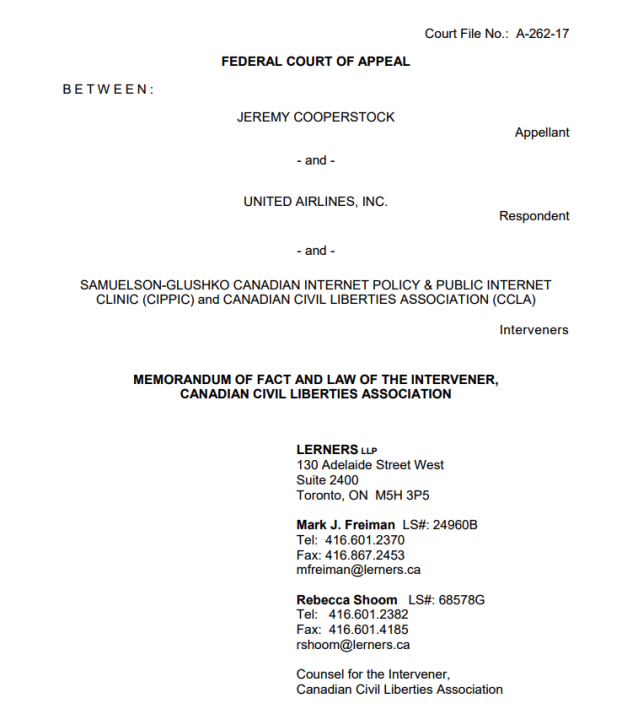 Court File No.: A-262-17
FEDERAL COURT OF APPEAL
B E T W E E N :
JEREMY COOPERSTOCK
Appellant
- and -
UNITED AIRLINES, INC.
Respondent
- and -
SAMUELSON-GLUSHKO CANADIAN INTERNET POLICY & PUBLIC INTERNET
CLINIC (CIPPIC) and CANADIAN CIVIL LIBERTIES ASSOCIATION (CCLA)
Interveners
MEMORANDUM OF FACT AND LAW OF THE INTERVENER,
CANADIAN CIVIL LIBERTIES ASSOCIATION
LERNERS LLP
130 Adelaide Street West
Suite 2400
Toronto, ON M5H 3P5
Mark J. Freiman LS#: 24960B
Tel: 416.601.2370
Fax: 416.867.2453
mfreiman@lerners.ca
Rebecca Shoom LS#: 68578G
Tel: 416.601.2382
Fax: 416.601.4185
rshoom@lerners.ca
Counsel for the Intervener,
Canadian Civil Liberties Association